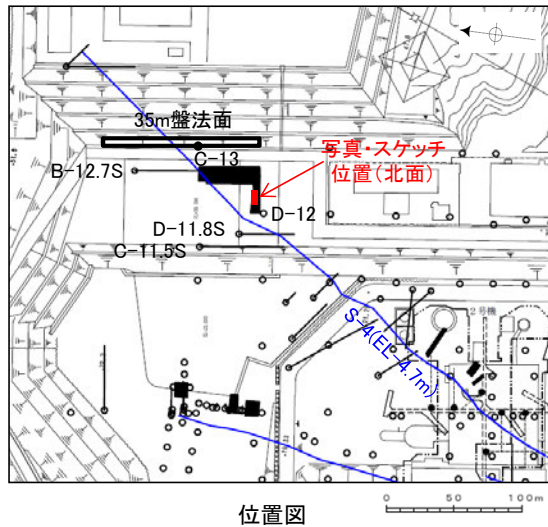 35m盤法面
写真・スケッチ
位置(北面)
C-13
B-12.7S
D-12
D-11.8S
C-11.5S
S-4(EL-4.7m)
2号機
位置図
0 50 100m